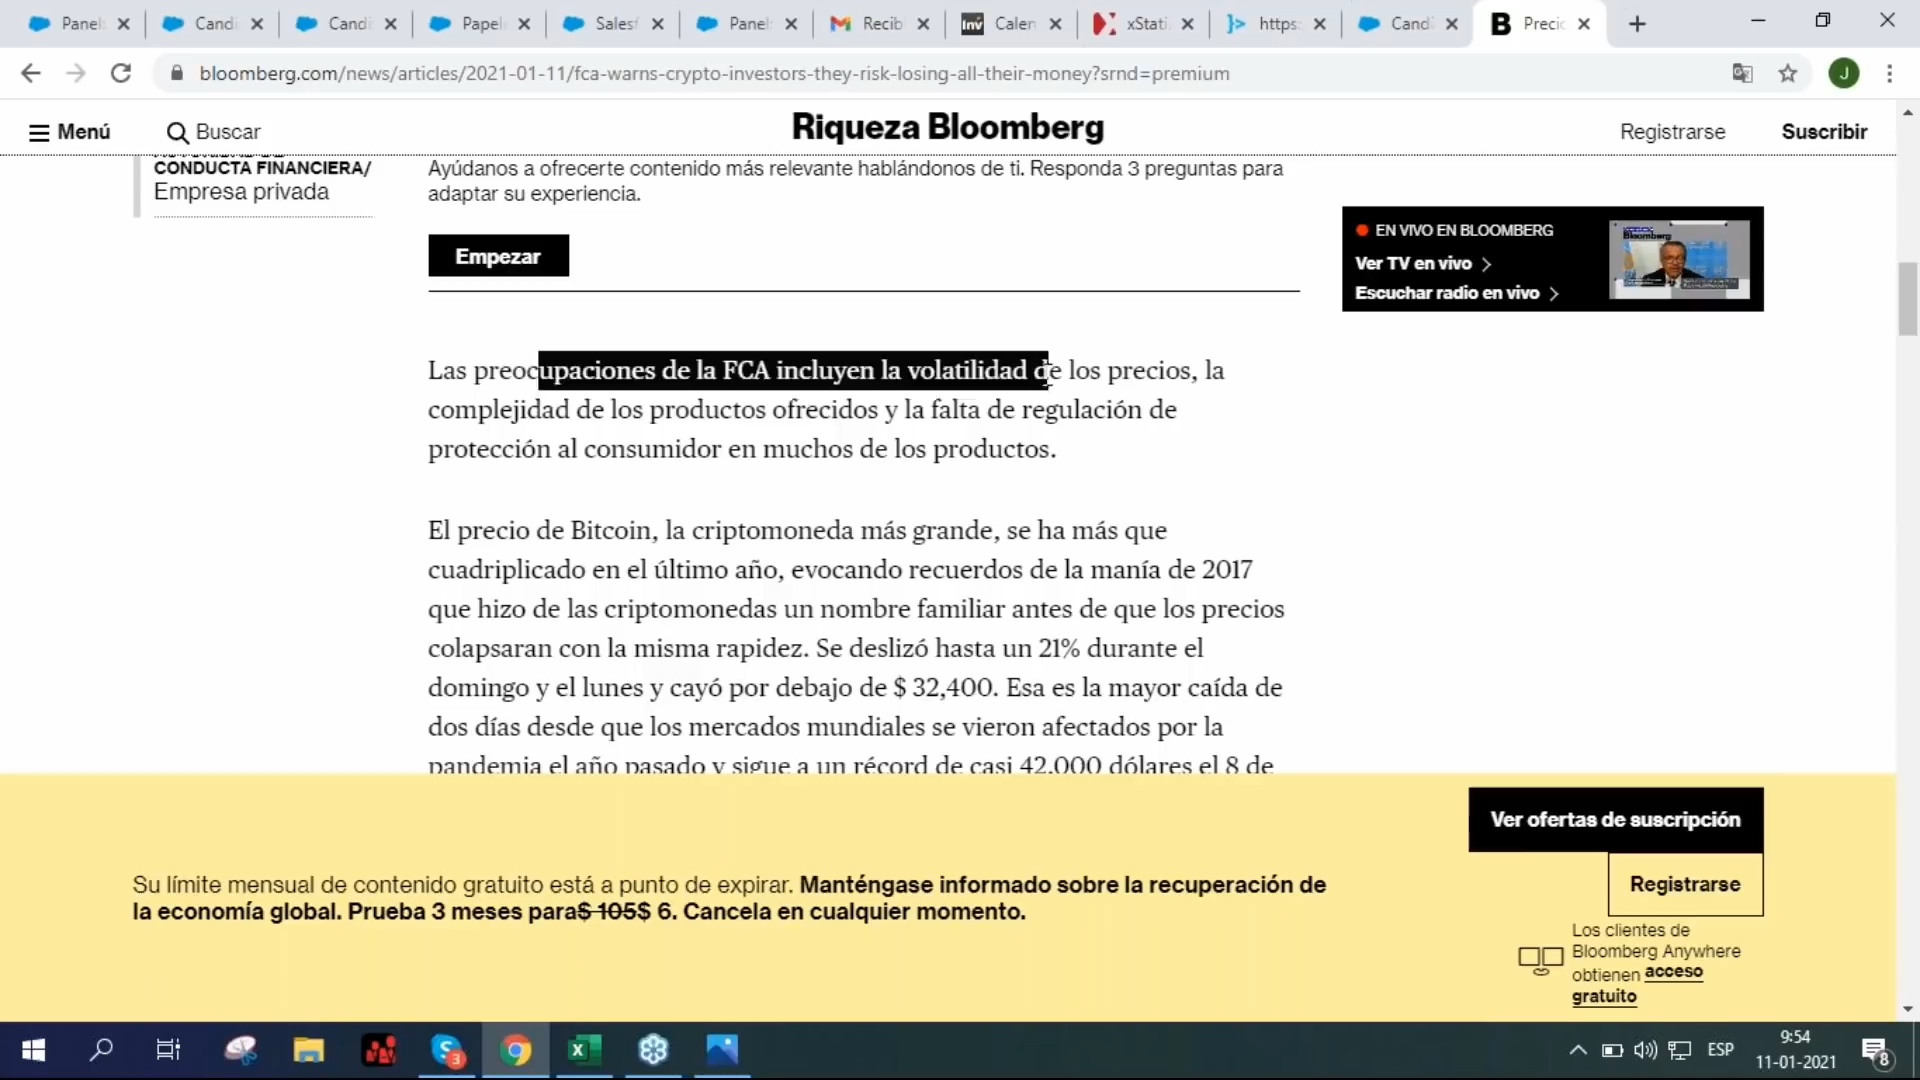 Panel
Candi
Candi
Papel
Salesf
Panel
Recib
Calen
xStati
https:
Candi
Precio
bloomberg.com/news/articles/2021-01-11/fca-warns-crypto-investors-they-risk-losing-all-their-money?srnd=premium
J
Menú
Buscar
Riqueza Bloomberg
Registrarse
Suscribir
CONDUCTA FINANCIERA/
Empresa privada
Ayúdanos a ofrecerte contenido más relevante hablándonos de ti. Responda 3 preguntas para
adaptar su experiencia.
Empezar
EN VIVO EN BLOOMBERG
Ver TV en vivo
Escuchar radio en vivo
Bloomberg
Las preocupaciones de la FCA incluyen la volatilidad de los precios, la
complejidad de los productos ofrecidos y la falta de regulación de
protección al consumidor en muchos de los productos.
El precio de Bitcoin, la criptomoneda más grande, se ha más que
cuadriplicado en el último año, evocando recuerdos de la manía de 2017
que hizo de las criptomonedas un nombre familiar antes de que los precios
colapsaran con la misma rapidez. Se deslizó hasta un 21% durante el
domingo y el lunes y cayó por debajo de $ 32,400. Esa es la mayor caída de
dos días desde que los mercados mundiales se vieron afectados por la
pandemia el año pasado y sigue a un récord de casi 42.000 dólares el 8 de
Ver ofertas de suscripción
Su límite mensual de contenido gratuito está a punto de expirar. Manténgase informado sobre la recuperación de
la economía global. Prueba 3 meses para$ 105$ 6. Cancela en cualquier momento.
Registrarse
Los clientes de
Bloomberg Anywhere
obtienen acceso
gratuito
ESP
9:54
11-01-2021
3
8